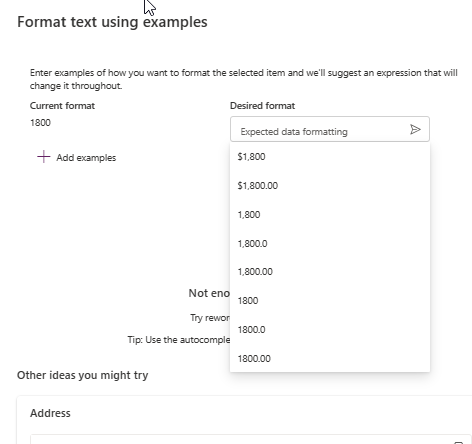 Format text using examples
Enter examples of how you want to format the selected item and we'll suggest an expression that will
change it throughout.
Current format
Desired format
1800
Expected data formatting
Add examples
$1,800
$1,800.00
1,800
1,800.0
1,800.00
1800
1800.0
1800.00
Not eno
Try rewor
Tip: Use the autocomple
Other ideas you might try
Address